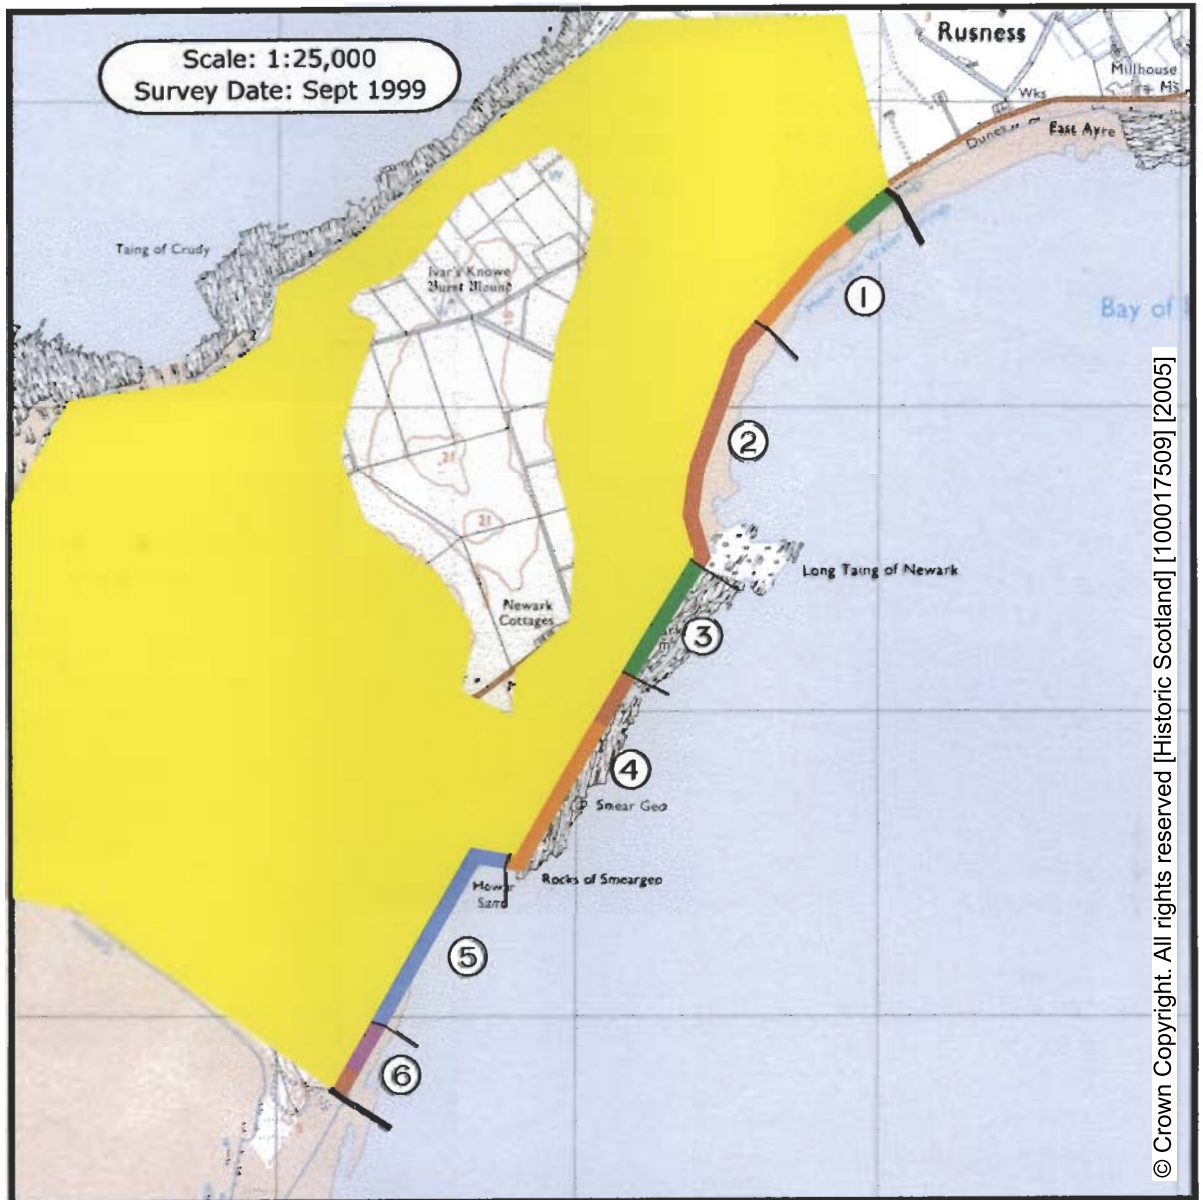 Scale: 1:25,000
Survey Date: Sept 1999
Rusness
Millhouse
Ms
Wks
Dunes
East Ayre
Taing of Crudy
Ivar's Knowe
Burnt Mound
W
1
Bay of
2
21
Long Taing of Newark
Newark
Cottages
3
4
Smear Geo
Rocks of Smeargeo
Howar
Sand
5
6
© Crown Copyright. All rights reserved [Historic Scotland] [100017509] [2005]